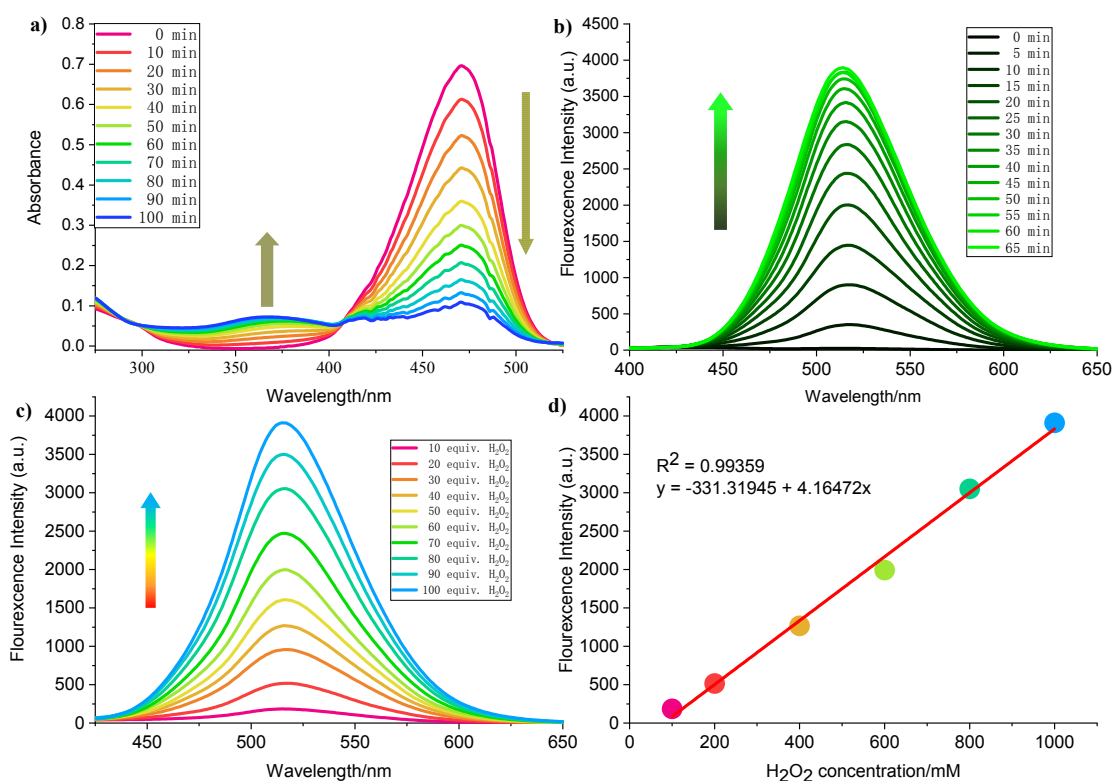 a)
0.8
0.7
0.6
0.5
0.4
0.3
0.2
0.1
0.0
Absorbance
300
350
400
450
500
Wavelength/nm
0 min
10 min
20 min
30 min
40 min
50 min
60 min
70 min
80 min
90 min
100 min
b)
4500
4000
3500
3000
2500
2000
1500
1000
500
0
Flourexcence Intensity (a.u.)
400
450
500
550
600
650
Wavelength/nm
0 min
5 min
10 min
15 min
20 min
25 min
30 min
35 min
40 min
45 min
50 min
55 min
60 min
65 min
c)
4000
3500
3000
2500
2000
1500
1000
500
0
Flourexcence Intensity (a.u.)
450
500
550
600
650
Wavelength/nm
10 equiv. H₂O₂
20 equiv. H₂O₂
30 equiv. H₂O₂
40 equiv. H₂O₂
50 equiv. H₂O₂
60 equiv. H₂O₂
70 equiv. H₂O₂
80 equiv. H₂O₂
90 equiv. H₂O₂
100 equiv. H₂O₂
d)
4000
3500
3000
2500
2000
1500
1000
500
0
Flourexcence Intensity (a.u.)
R² = 0.99359
y = -331.31945 + 4.16472x
0
200
400
600
800
1000
H₂O₂ concentration/mM